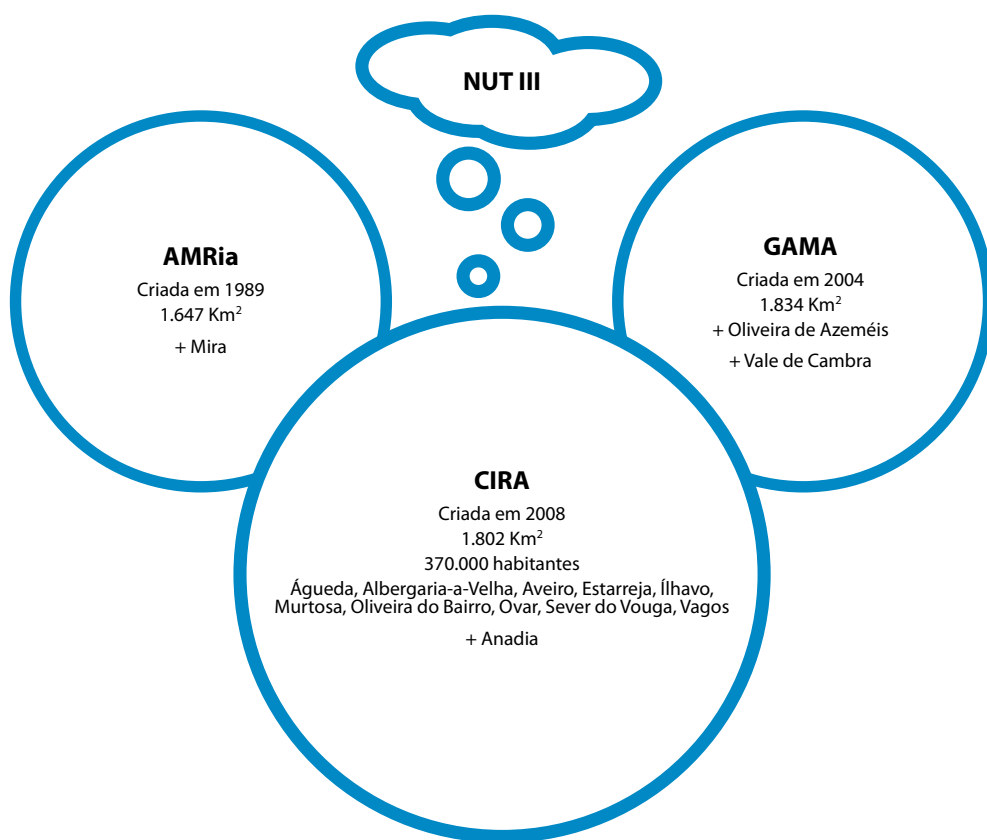 NUT III
AMRia
Criada em 1989
1.647 Km²
+ Mira
GAMA
Criada em 2004
1.834 Km²
+ Oliveira de Azeméis
+ Vale de Cambra
CIRA
Criada em 2008
1.802 Km²
370.000 habitantes
Águeda, Albergaria-a-Velha, Aveiro, Estarreja, Ílhavo,
Murtosa, Oliveira do Bairro, Ovar, Sever do Vouga, Vagos
+ Anadia